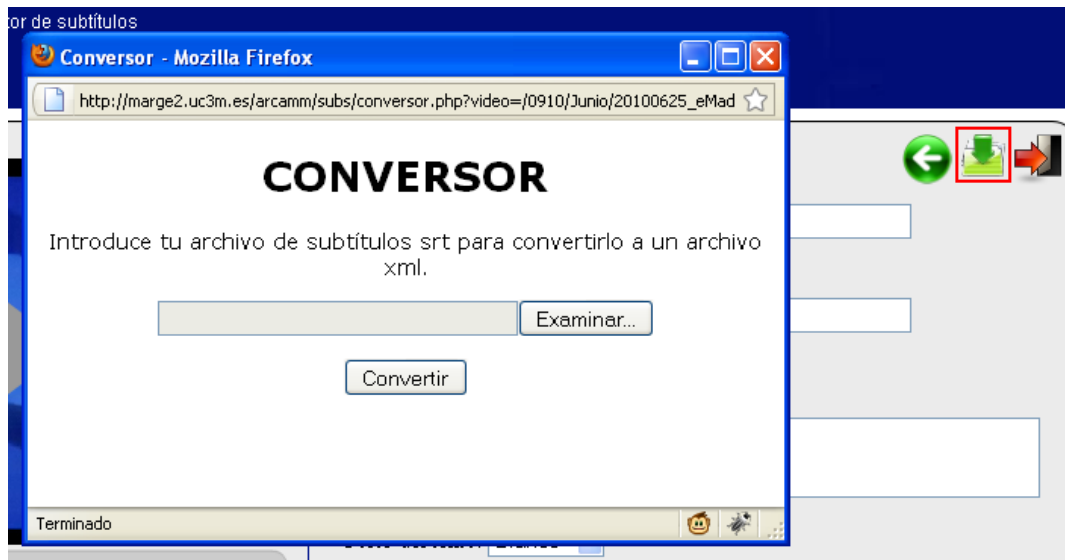 tor de subtítulos
Conversor - Mozilla Firefox
http://marge2.uc3m.es/arcamm/subs/conversor.php?video=/0910/Junio/20100625_eMad
CONVERSOR
Introduce tu archivo de subtítulos srt para convertirlo a un archivo
xml.
Examinar...
Convertir
Terminado